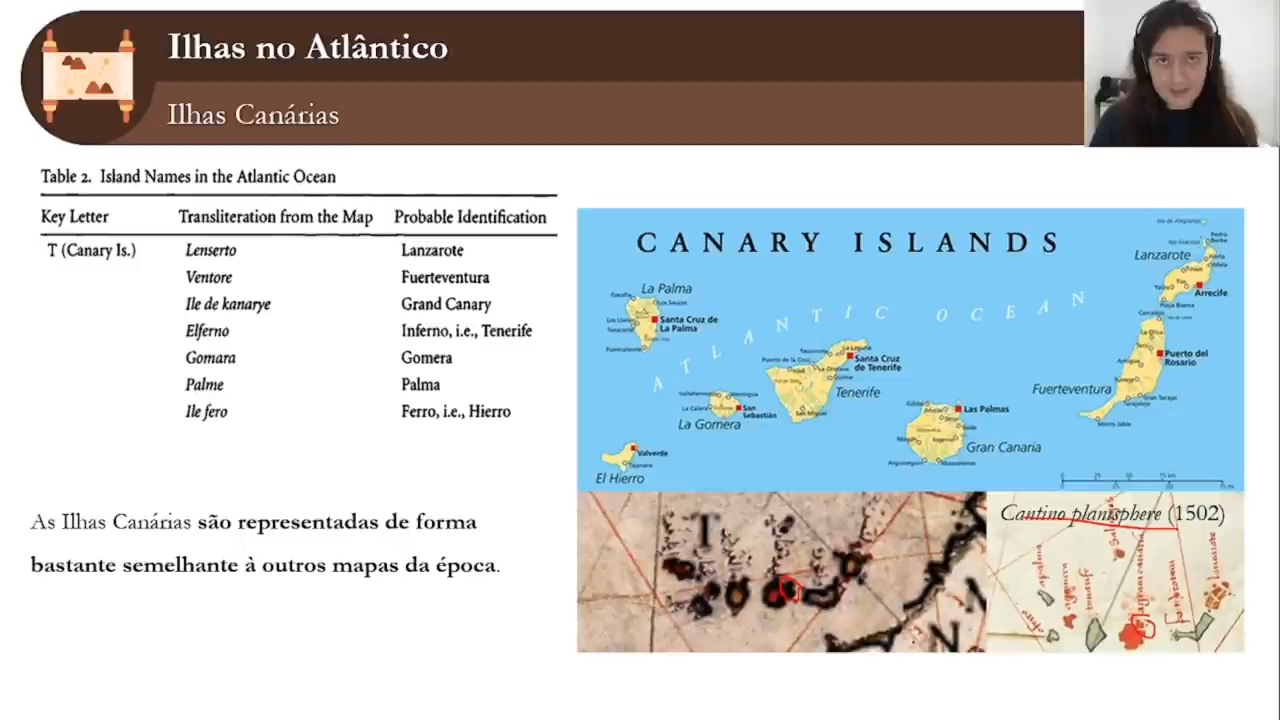 Ilhas no Atlântico
Ilhas Canárias
Table 2. Island Names in the Atlantic Ocean
Key Letter Transliteration from the Map Probable Identification
T (Canary Is.) Lenserto Lanzarote
Ventore Fuerteventura
Ile de kanarye Grand Canary
Elferno Inferno, i.e., Tenerife
Gomara Gomera
Palme Palma
Ile fero Ferro, i.e., Hierro
As Ilhas Canárias são representadas de forma
bastante semelhante à outros mapas da época.
CANARY ISLANDS
ATLANTIC OCEAN
La Palma
Santa Cruz de
La Palma
Lanzarote
Arrecife
Santa Cruz
de Tenerife
Tenerife
Puerto del
Rosario
Fuerteventura
San
Sebastián
La Gomera
Las Palmas
Gran Canaria
Valverde
El Hierro
T
N
Cantino planisphere (1502)